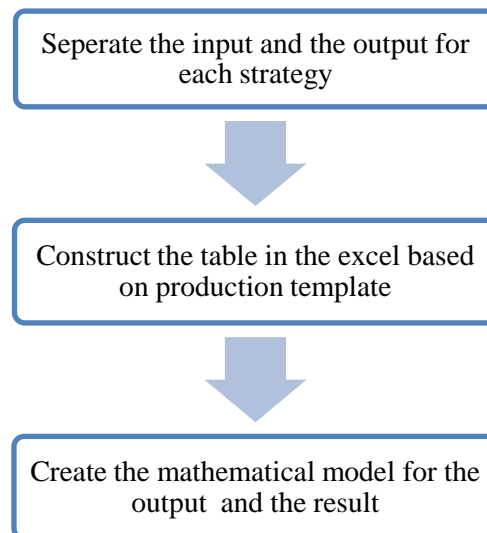 Seperate the input and the output for
each strategy
Construct the table in the excel based
on production template
Create the mathematical model for the
output and the result